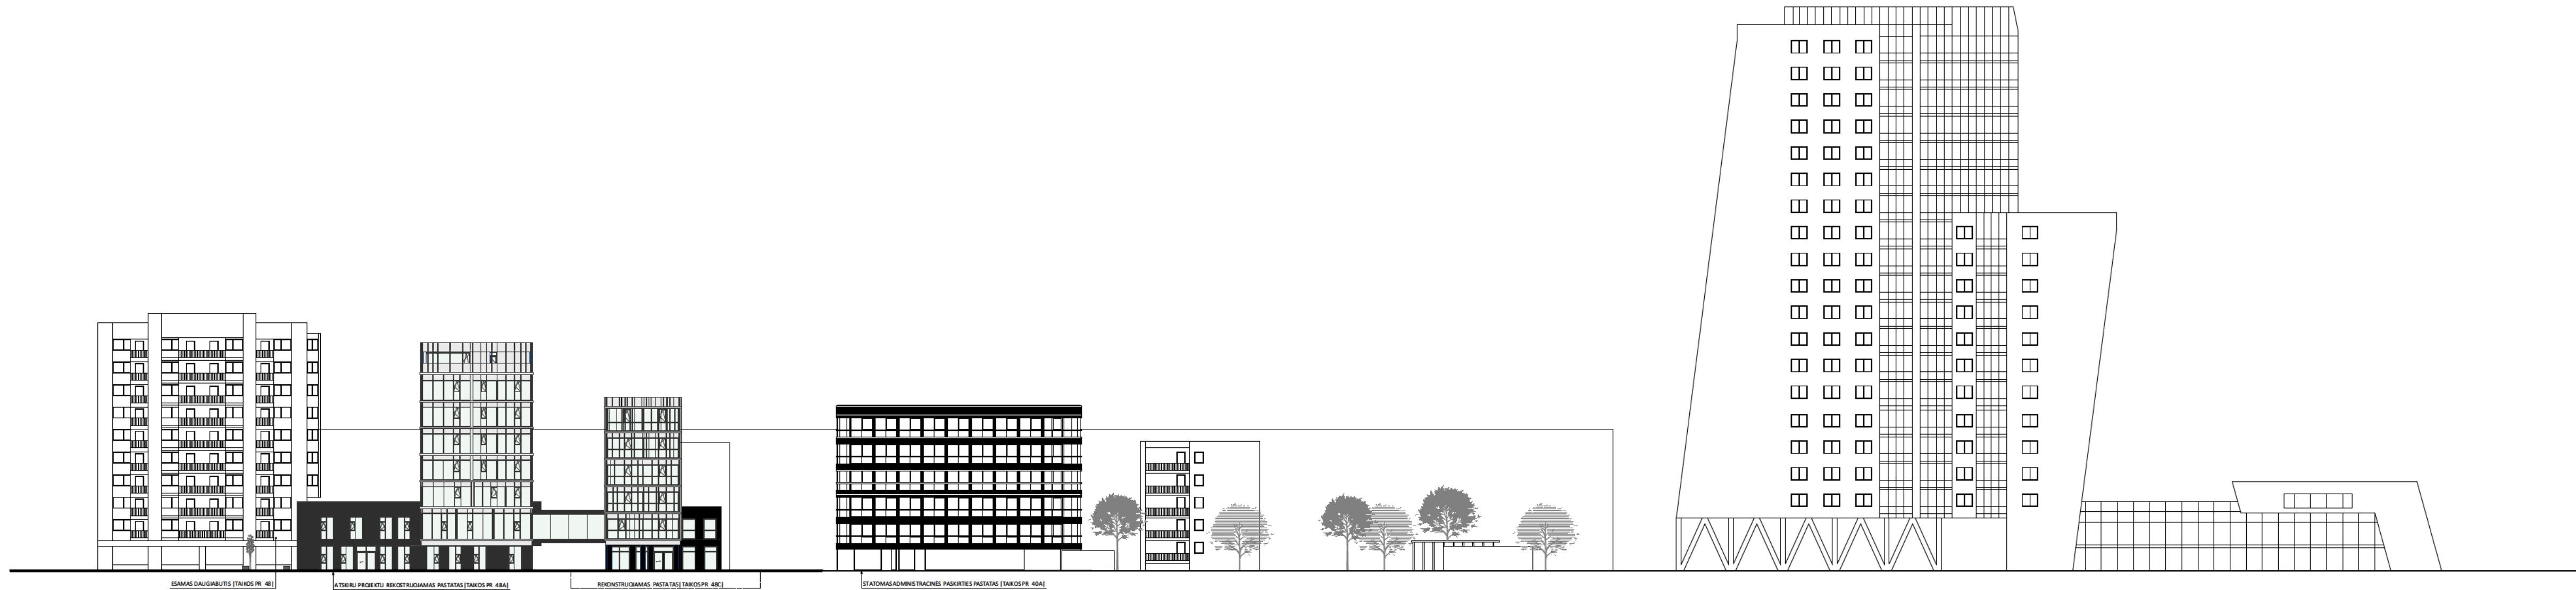 ESAMAS DAUGIABUTIS [TAIKOS PR 48]
ATSKIRU PROJEKTU REKOSTRUOJAMAS PASTATAS [TAIKOS PR 48A]
REKONSTRUOJAMAS PASTATAS[ TAIKOS PR 48C]
STATOMAS ADMINISTRACINĖS PASKIRTIES PASTATAS [TAIKOS PR 40A]